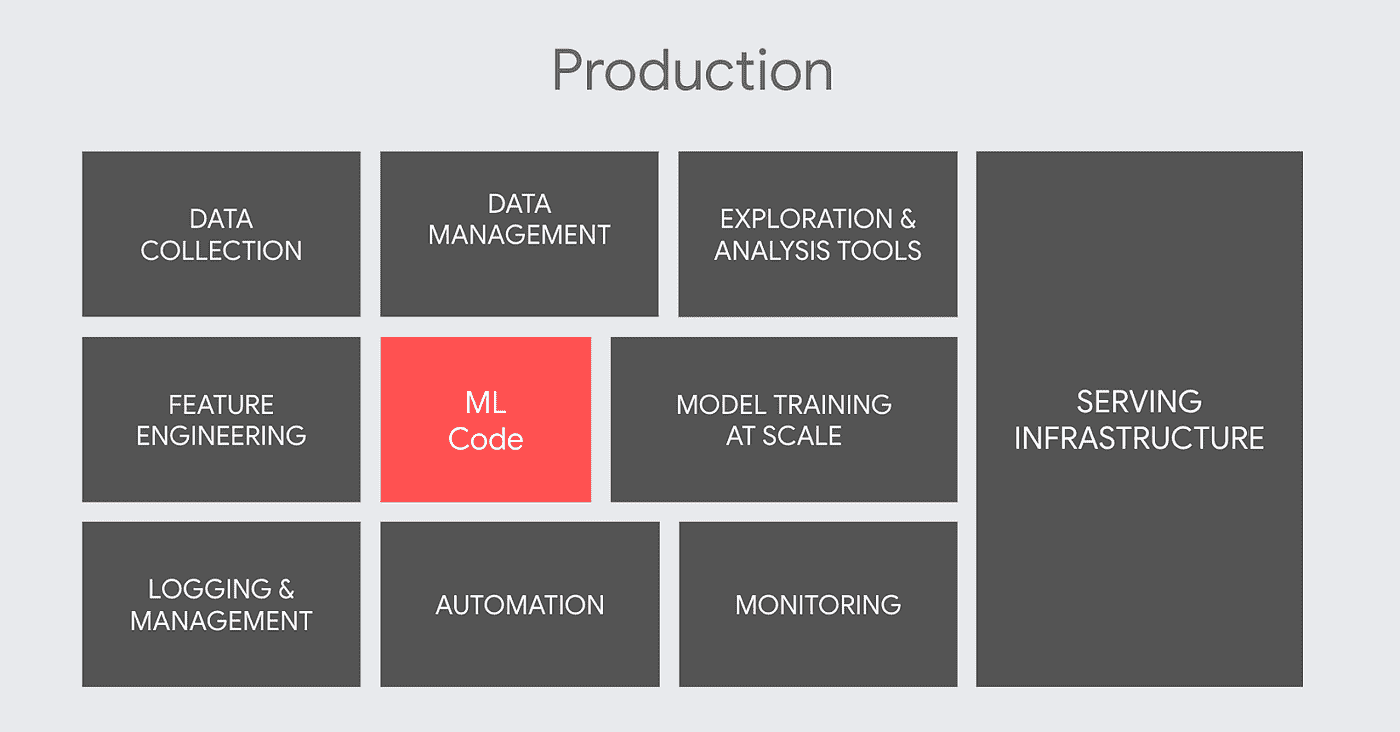 Production
DATA
COLLECTION
DATA
MANAGEMENT
EXPLORATION &
ANALYSIS TOOLS
SERVING
INFRASTRUCTURE
FEATURE
ENGINEERING
ML
Code
MODEL TRAINING
AT SCALE
LOGGING &
MANAGEMENT
AUTOMATION
MONITORING